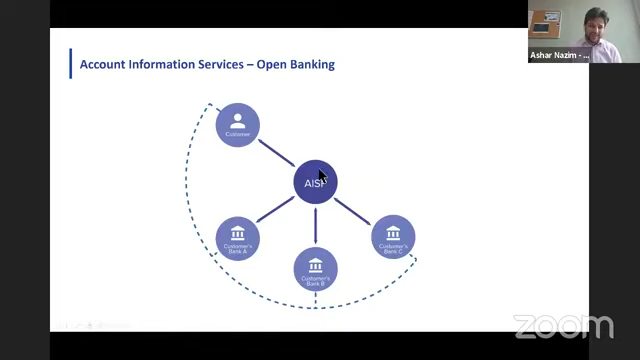 Account Information Services – Open Banking
Ashar Nazim - ...
Customer
AISP
Customer's
Bank A
Customer's
Bank B
Customer's
Bank C
zoom